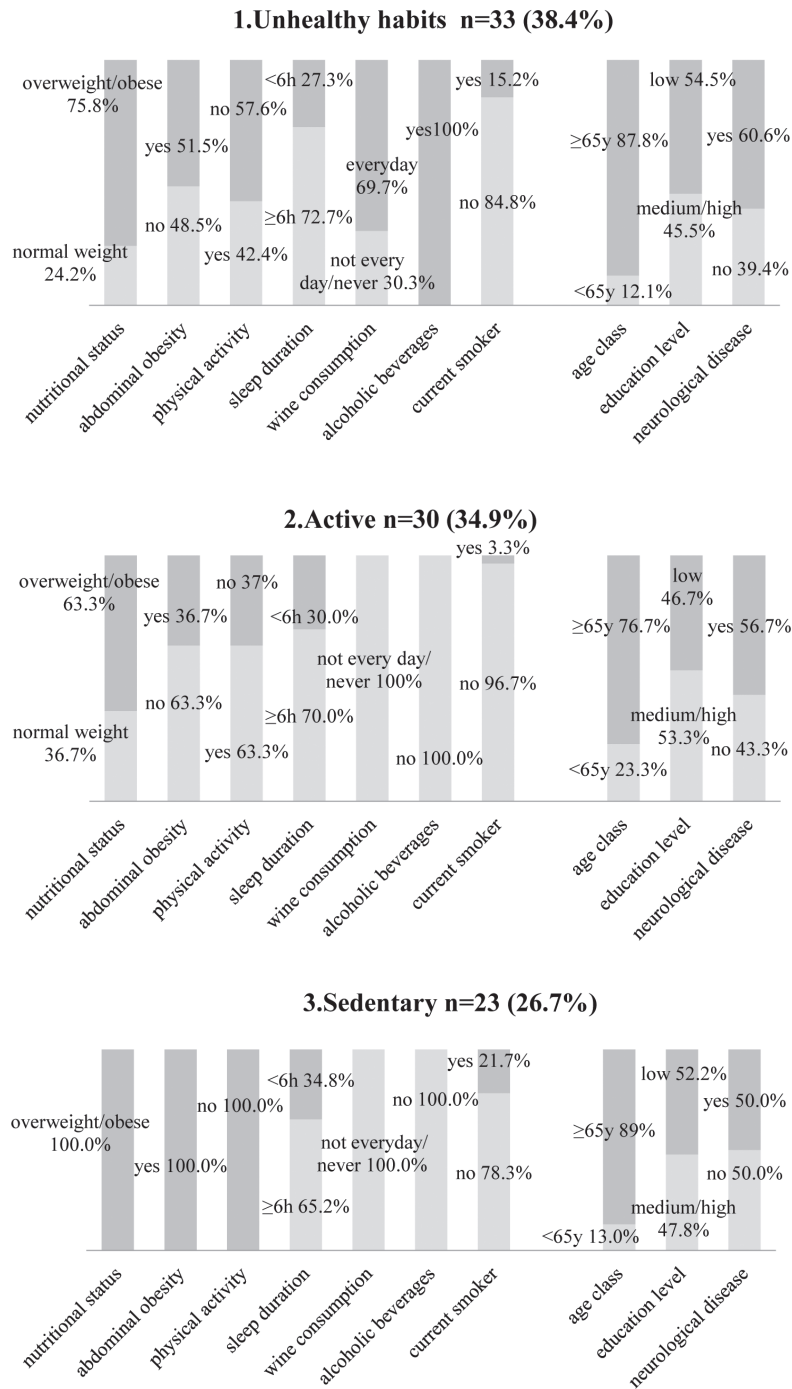 1.Unhealthy habits n=33 (38.4%)
overweight/obese
75.8%
normal weight
24.2%
yes 51.5%
no 48.5%
no 57.6%
yes 42.4%
<6h 27.3%
≥6h 72.7%
everyday
69.7%
not every
day/never 30.3%
yes100%
yes 15.2%
no 84.8%
≥65y 87.8%
<65y 12.1%
low 54.5%
medium/high
45.5%
yes 60.6%
no 39.4%
nutritional status
abdominal obesity
physical activity
sleep duration
wine consumption
alcoholic beverages
current smoker
age class
education level
neurological disease
2.Active n=30 (34.9%)
overweight/obese
63.3%
normal weight
36.7%
yes 36.7%
no 63.3%
no 37%
yes 63.3%
<6h 30.0%
≥6h 70.0%
not every day/
never 100%
no 100.0%
yes 3.3%
no 96.7%
≥65y 76.7%
<65y 23.3%
low
46.7%
medium/high
53.3%
yes 56.7%
no 43.3%
nutritional status
abdominal obesity
physical activity
sleep duration
wine consumption
alcoholic beverages
current smoker
age class
education level
neurological disease
3.Sedentary n=23 (26.7%)
overweight/obese
100.0%
yes 100.0%
no 100.0%
<6h 34.8%
≥6h 65.2%
not everyday/
never 100.0%
no 100.0%
yes 21.7%
no 78.3%
≥65y 89%
<65y 13.0%
low 52.2%
medium/high
47.8%
yes 50.0%
no 50.0%
nutritional status
abdominal obesity
physical activity
sleep duration
wine consumption
alcoholic beverages
current smoker
age class
education level
neurological disease